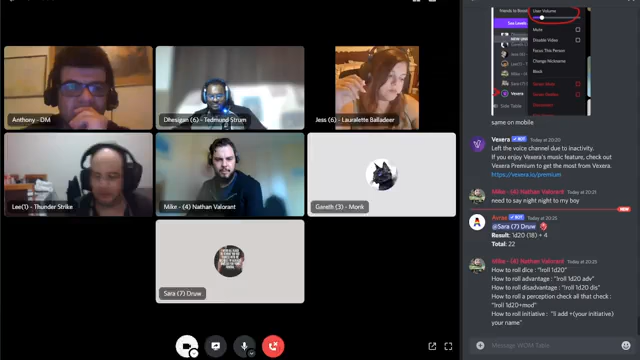 Anthony - DM
Dhesigan (6) - Tedmund Strum
Jess (6) - Lauralette Balladeer
Lee(1) - Thunder Strike
Mike - (4) Nathan Valorant
Gareth (3) - Monk
Sara (7) Druw
User Volume
Mute
Disable Video
Focus This Person
Change Nickname
Block
Vexera
same on mobile
Vexera BOT Today at 20:20
Left the voice channel due to inactivity.
If you enjoy Vexera's music feature, check out
Vexera Premium to get the most from Vexera.
https://vexera.io/premium
Mike - (4) Nathan Valorant Today at 20:21
need to say night night to my boy
NEW
Avrae BOT Today at 20:25
@Sara (7) Druw
Result: 1d20 (18) + 4
Total: 22
Mike - (4) Nathan Valorant Today at 20:25
How to roll dice : "!roll 1d20"
How to roll advantage : "!roll 1d20 adv"
How to roll disadvantage : "!roll 1d20 dis"
How to roll a perception check all that check :
"!roll 1d20+mod"
How to roll initiative : "!i add +(your initiative)
your name"
Message WOW Table